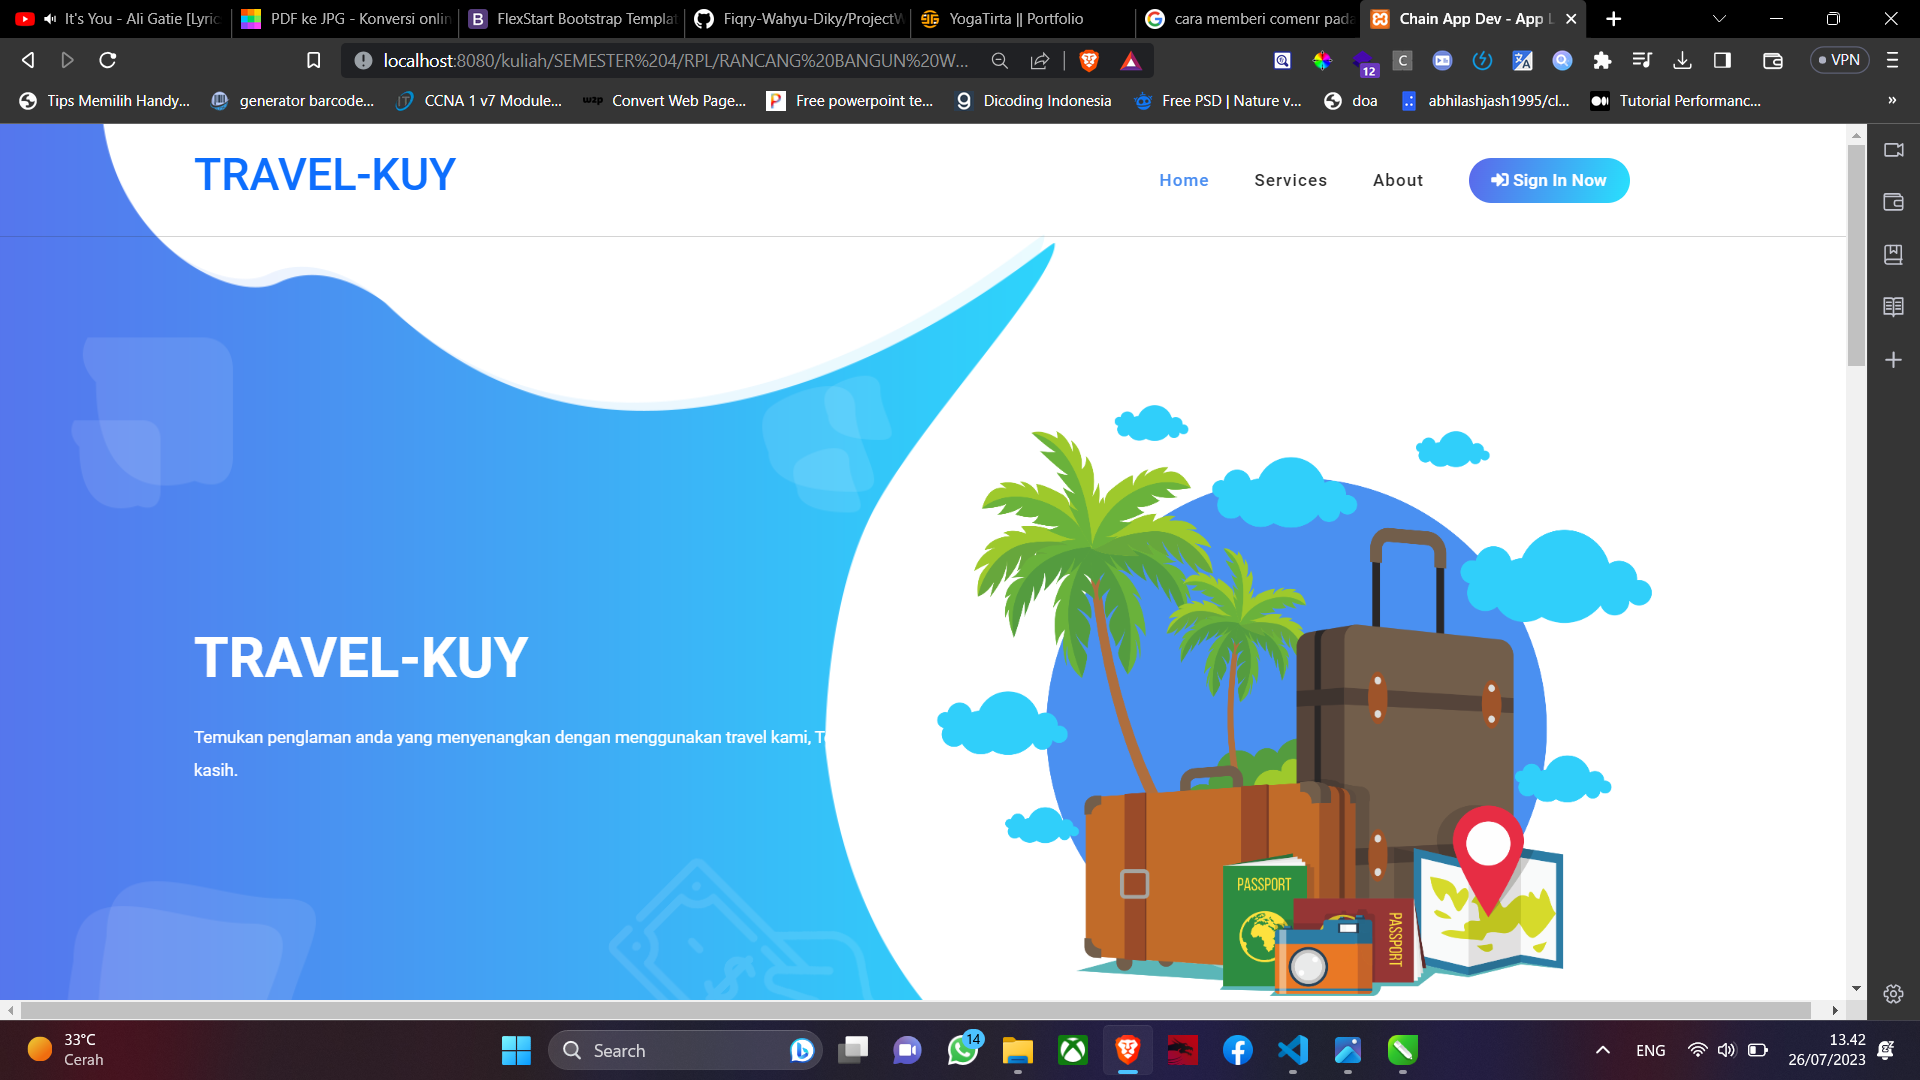 It's You - Ali Gatie [Lyric
PDF ke JPG - Konversi onlin
FlexStart Bootstrap Templat
Fiqry-Wahyu-Diky/ProjectW
YogaTirta || Portfolio
cara memberi comenr pada
Chain App Dev - App L
localhost:8080/kuliah/SEMESTER%204/RPL/RANCANG%20BANGUN%20W...
12
C
VPN
Tips Memilih Handy...
generator barcode...
CCNA 1 v7 Module...
w2p Convert Web Page...
Free powerpoint te...
Dicoding Indonesia
Free PSD | Nature v...
doa
abhilashjash1995/cl...
Tutorial Performanc...
»
TRAVEL-KUY
Home
Services
About
Sign In Now
TRAVEL-KUY
Temukan penglaman anda yang menyenangkan dengan menggunakan travel kami, T
kasih.
PASSPORT
PASSPORT
33°C
Cerah
Search
14
ENG
13.42
26/07/2023